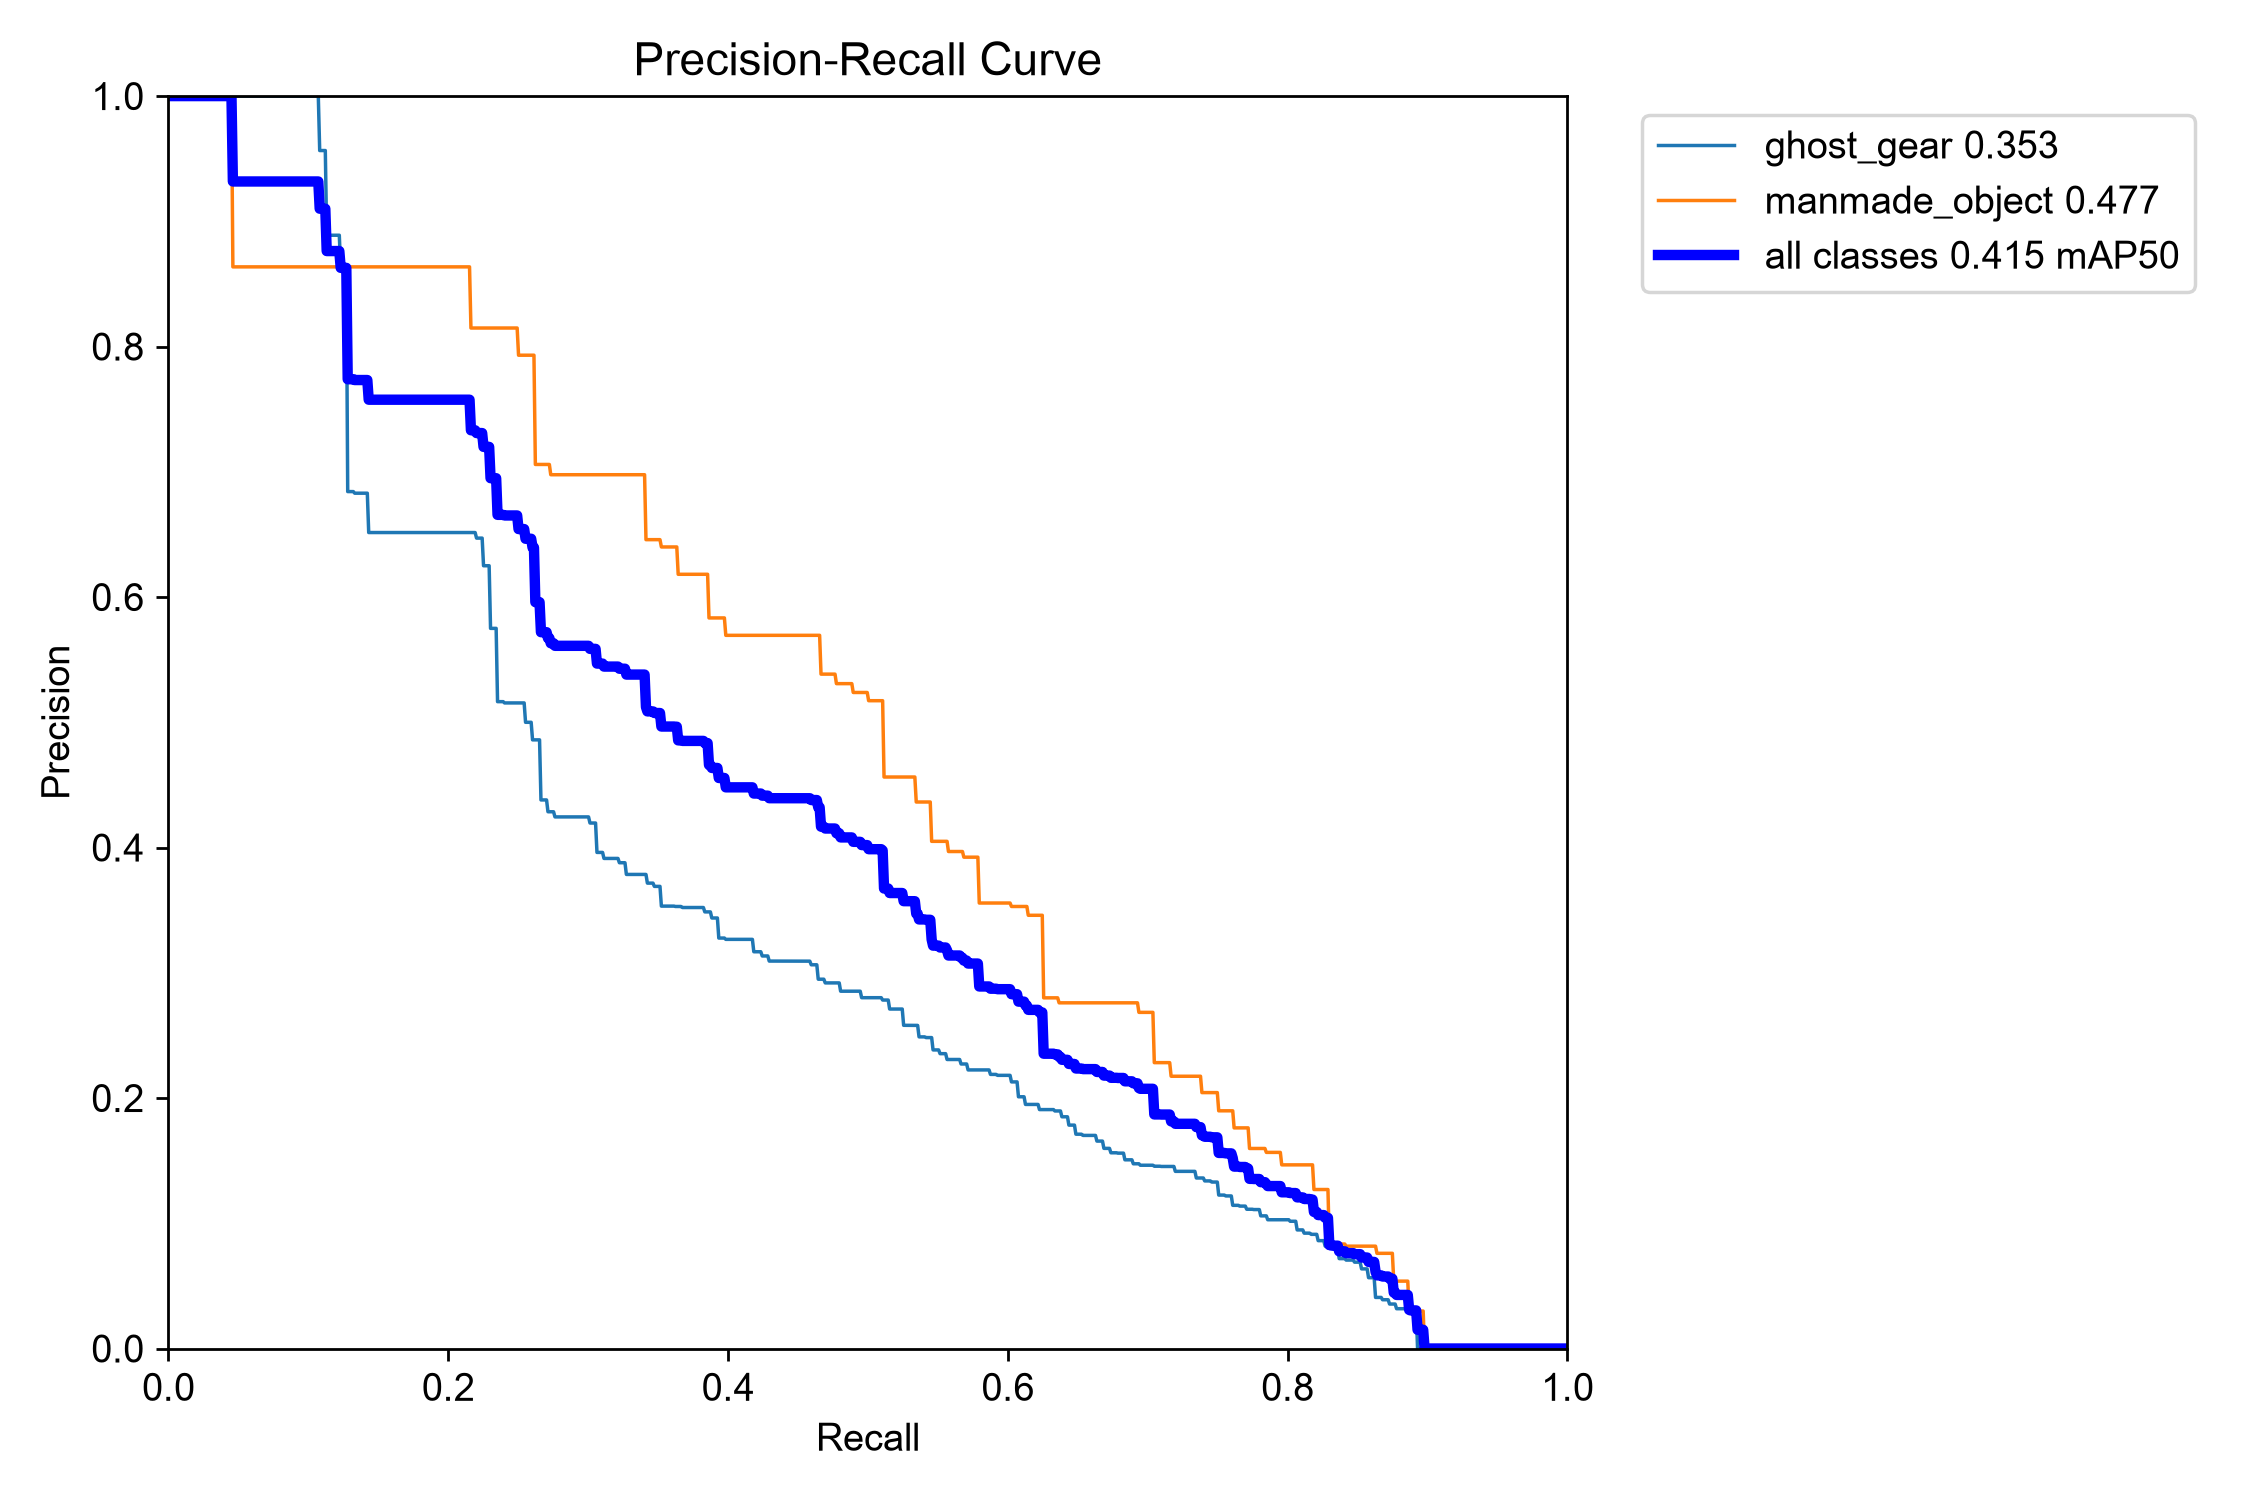 Precision-Recall Curve
1.0
0.8
0.6
0.4
0.2
0.0
Precision
0.0 0.2 0.4 0.6 0.8 1.0
Recall
ghost_gear 0.353
manmade_object 0.477
all classes 0.415 mAP50